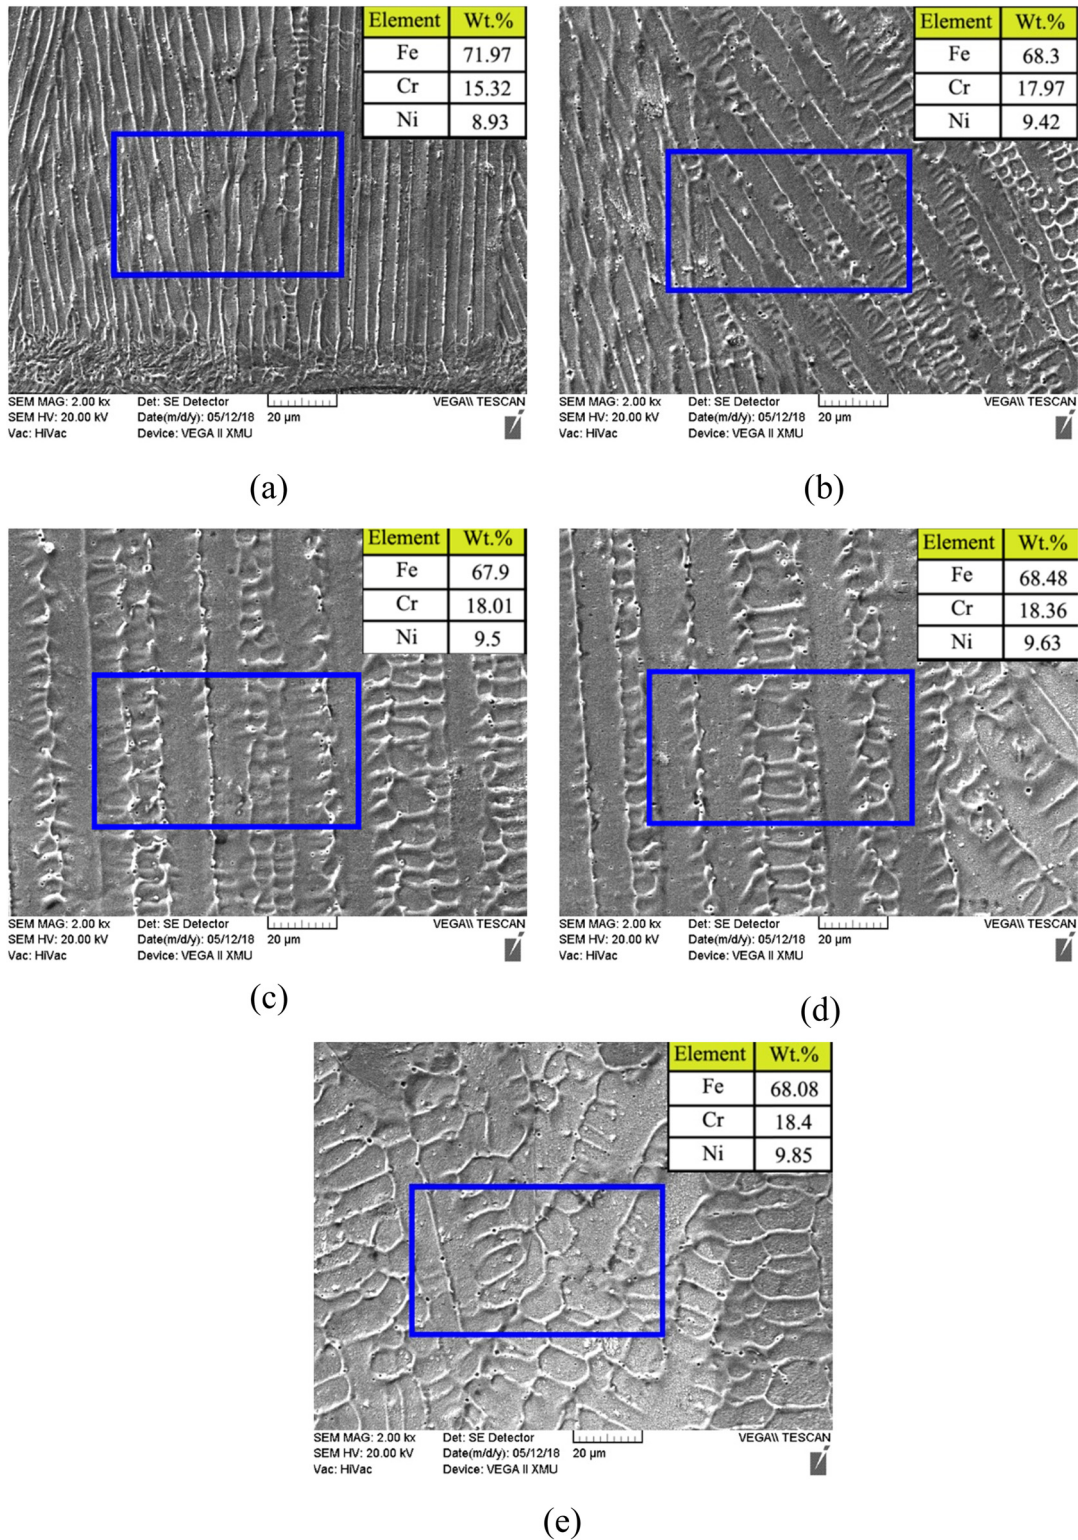 Element Wt.%
Fe 71.97
Cr 15.32
Ni 8.93
SEM MAG: 2.00 kx Det: SE Detector 20 µm VEGA\\ TESCAN
SEM HV: 20.00 kV Date(m/d/y): 05/12/18
Vac: HiVac Device: VEGA II XMU
(a)
Element Wt.%
Fe 68.3
Cr 17.97
Ni 9.42
SEM MAG: 2.00 kx Det: SE Detector VEGA\\ TESCAN
SEM HV: 20.00 kV Date(m/d/y): 05/12/18 20 µm
Vac: HiVac Device: VEGA II XMU
(b)
Element Wt.%
Fe 67.9
Cr 18.01
Ni 9.5
SEM MAG: 2.00 kx Det: SE Detector VEGA\\ TESCAN
SEM HV: 20.00 kV Date(m/d/y): 05/12/18 20 µm
Vac: HiVac Device: VEGA II XMU
(c)
Element Wt.%
Fe 68.48
Cr 18.36
Ni 9.63
SEM MAG: 2.00 kx Det: SE Detector VEGA\\ TESCAN
SEM HV: 20.00 kV Date(m/d/y): 05/12/18 20 µm
Vac: HiVac Device: VEGA II XMU
(d)
Element Wt.%
Fe 68.08
Cr 18.4
Ni 9.85
SEM MAG: 2.00 kx Det: SE Detector VEGA\\ TESCAN
SEM HV: 20.00 kV Date(m/d/y): 05/12/18 20 µm
Vac: HiVac Device: VEGA II XMU
(e)